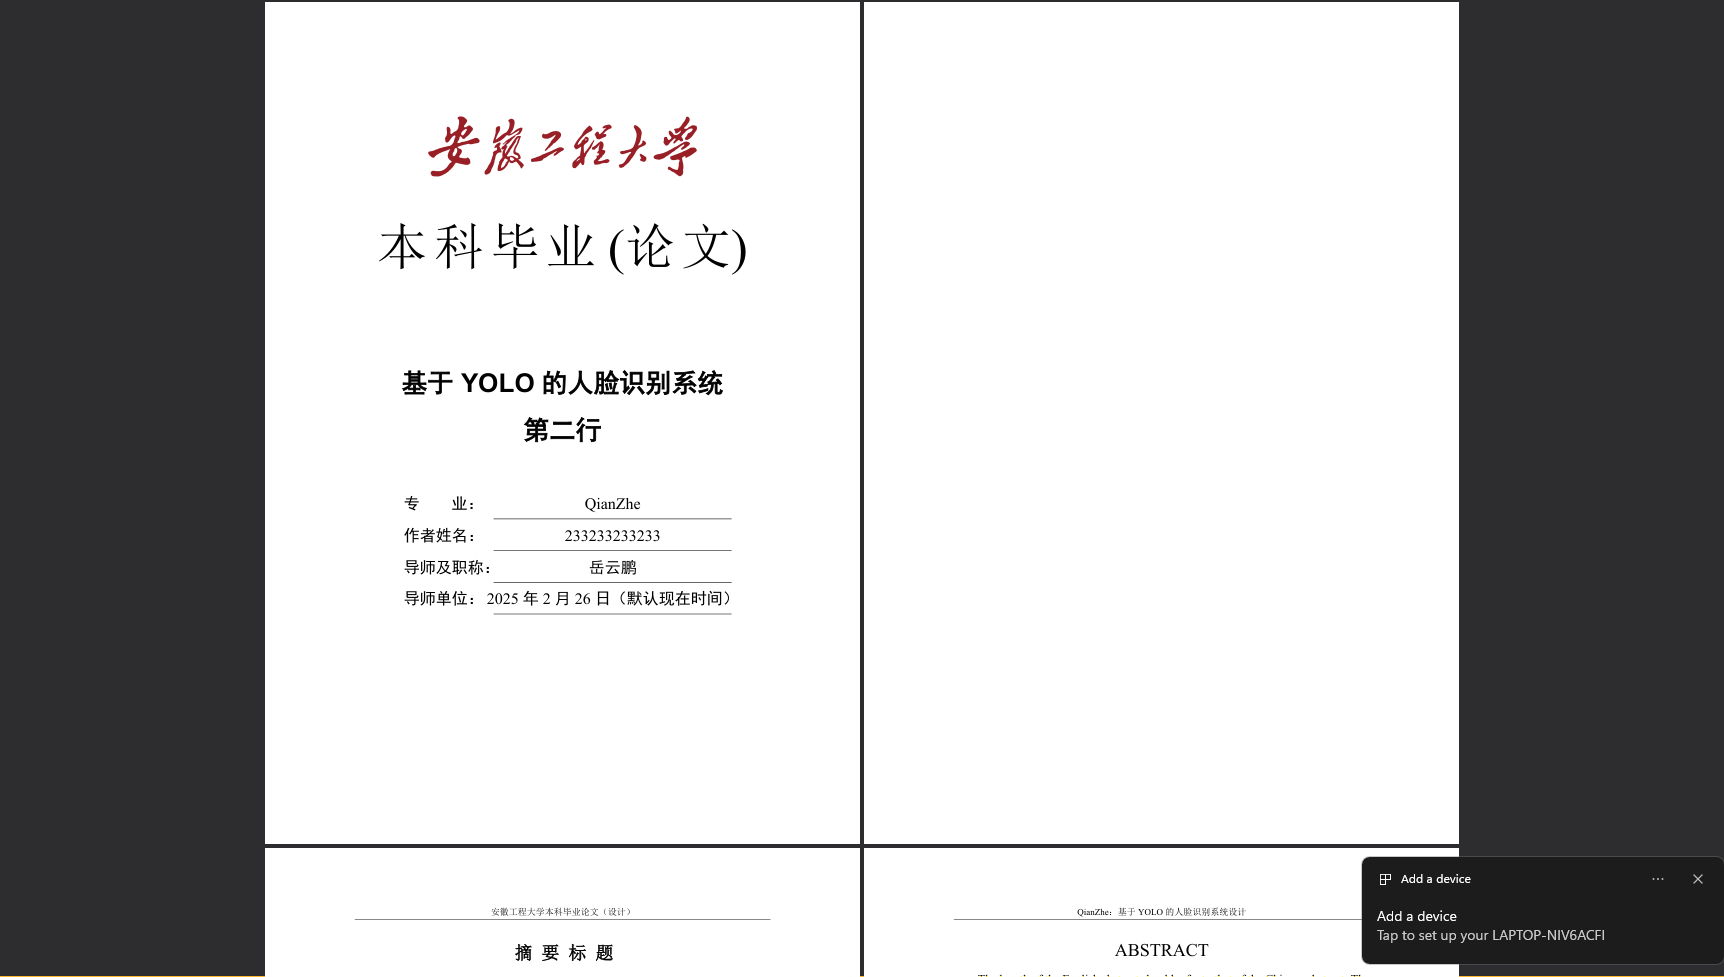 安徽工程大学
本科毕业(论文)
基于 YOLO 的人脸识别系统
第二行
专 业： QianZhe
作者姓名： 233233233233
导师及职称： 岳云鹏
导师单位： 2025 年 2 月 26 日（默认现在时间）
安徽工程大学本科毕业论文（设计）
摘 要 标 题
QianZhe：基于 YOLO 的人脸识别系统设计
ABSTRACT
Add a device
Add a device
Tap to set up your LAPTOP-NIV6ACFI